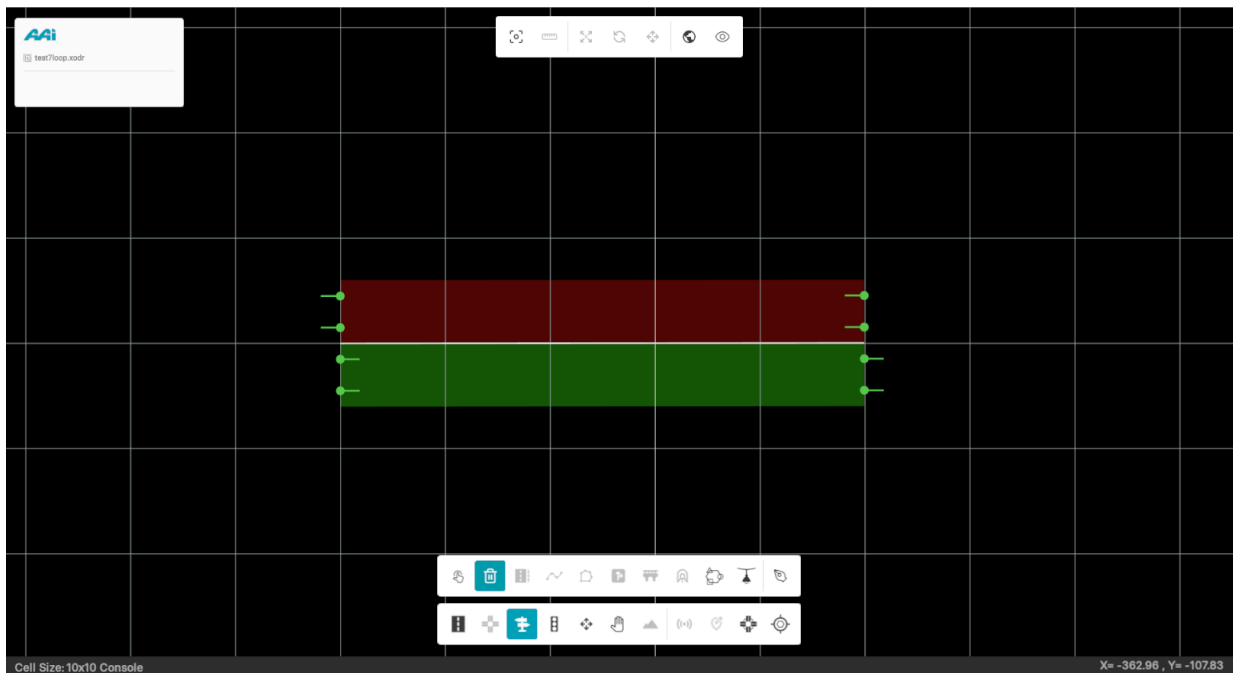 AAi
test7loop.xodr
Cell Size:10x10 Console
X= -362.96 , Y= -107.83